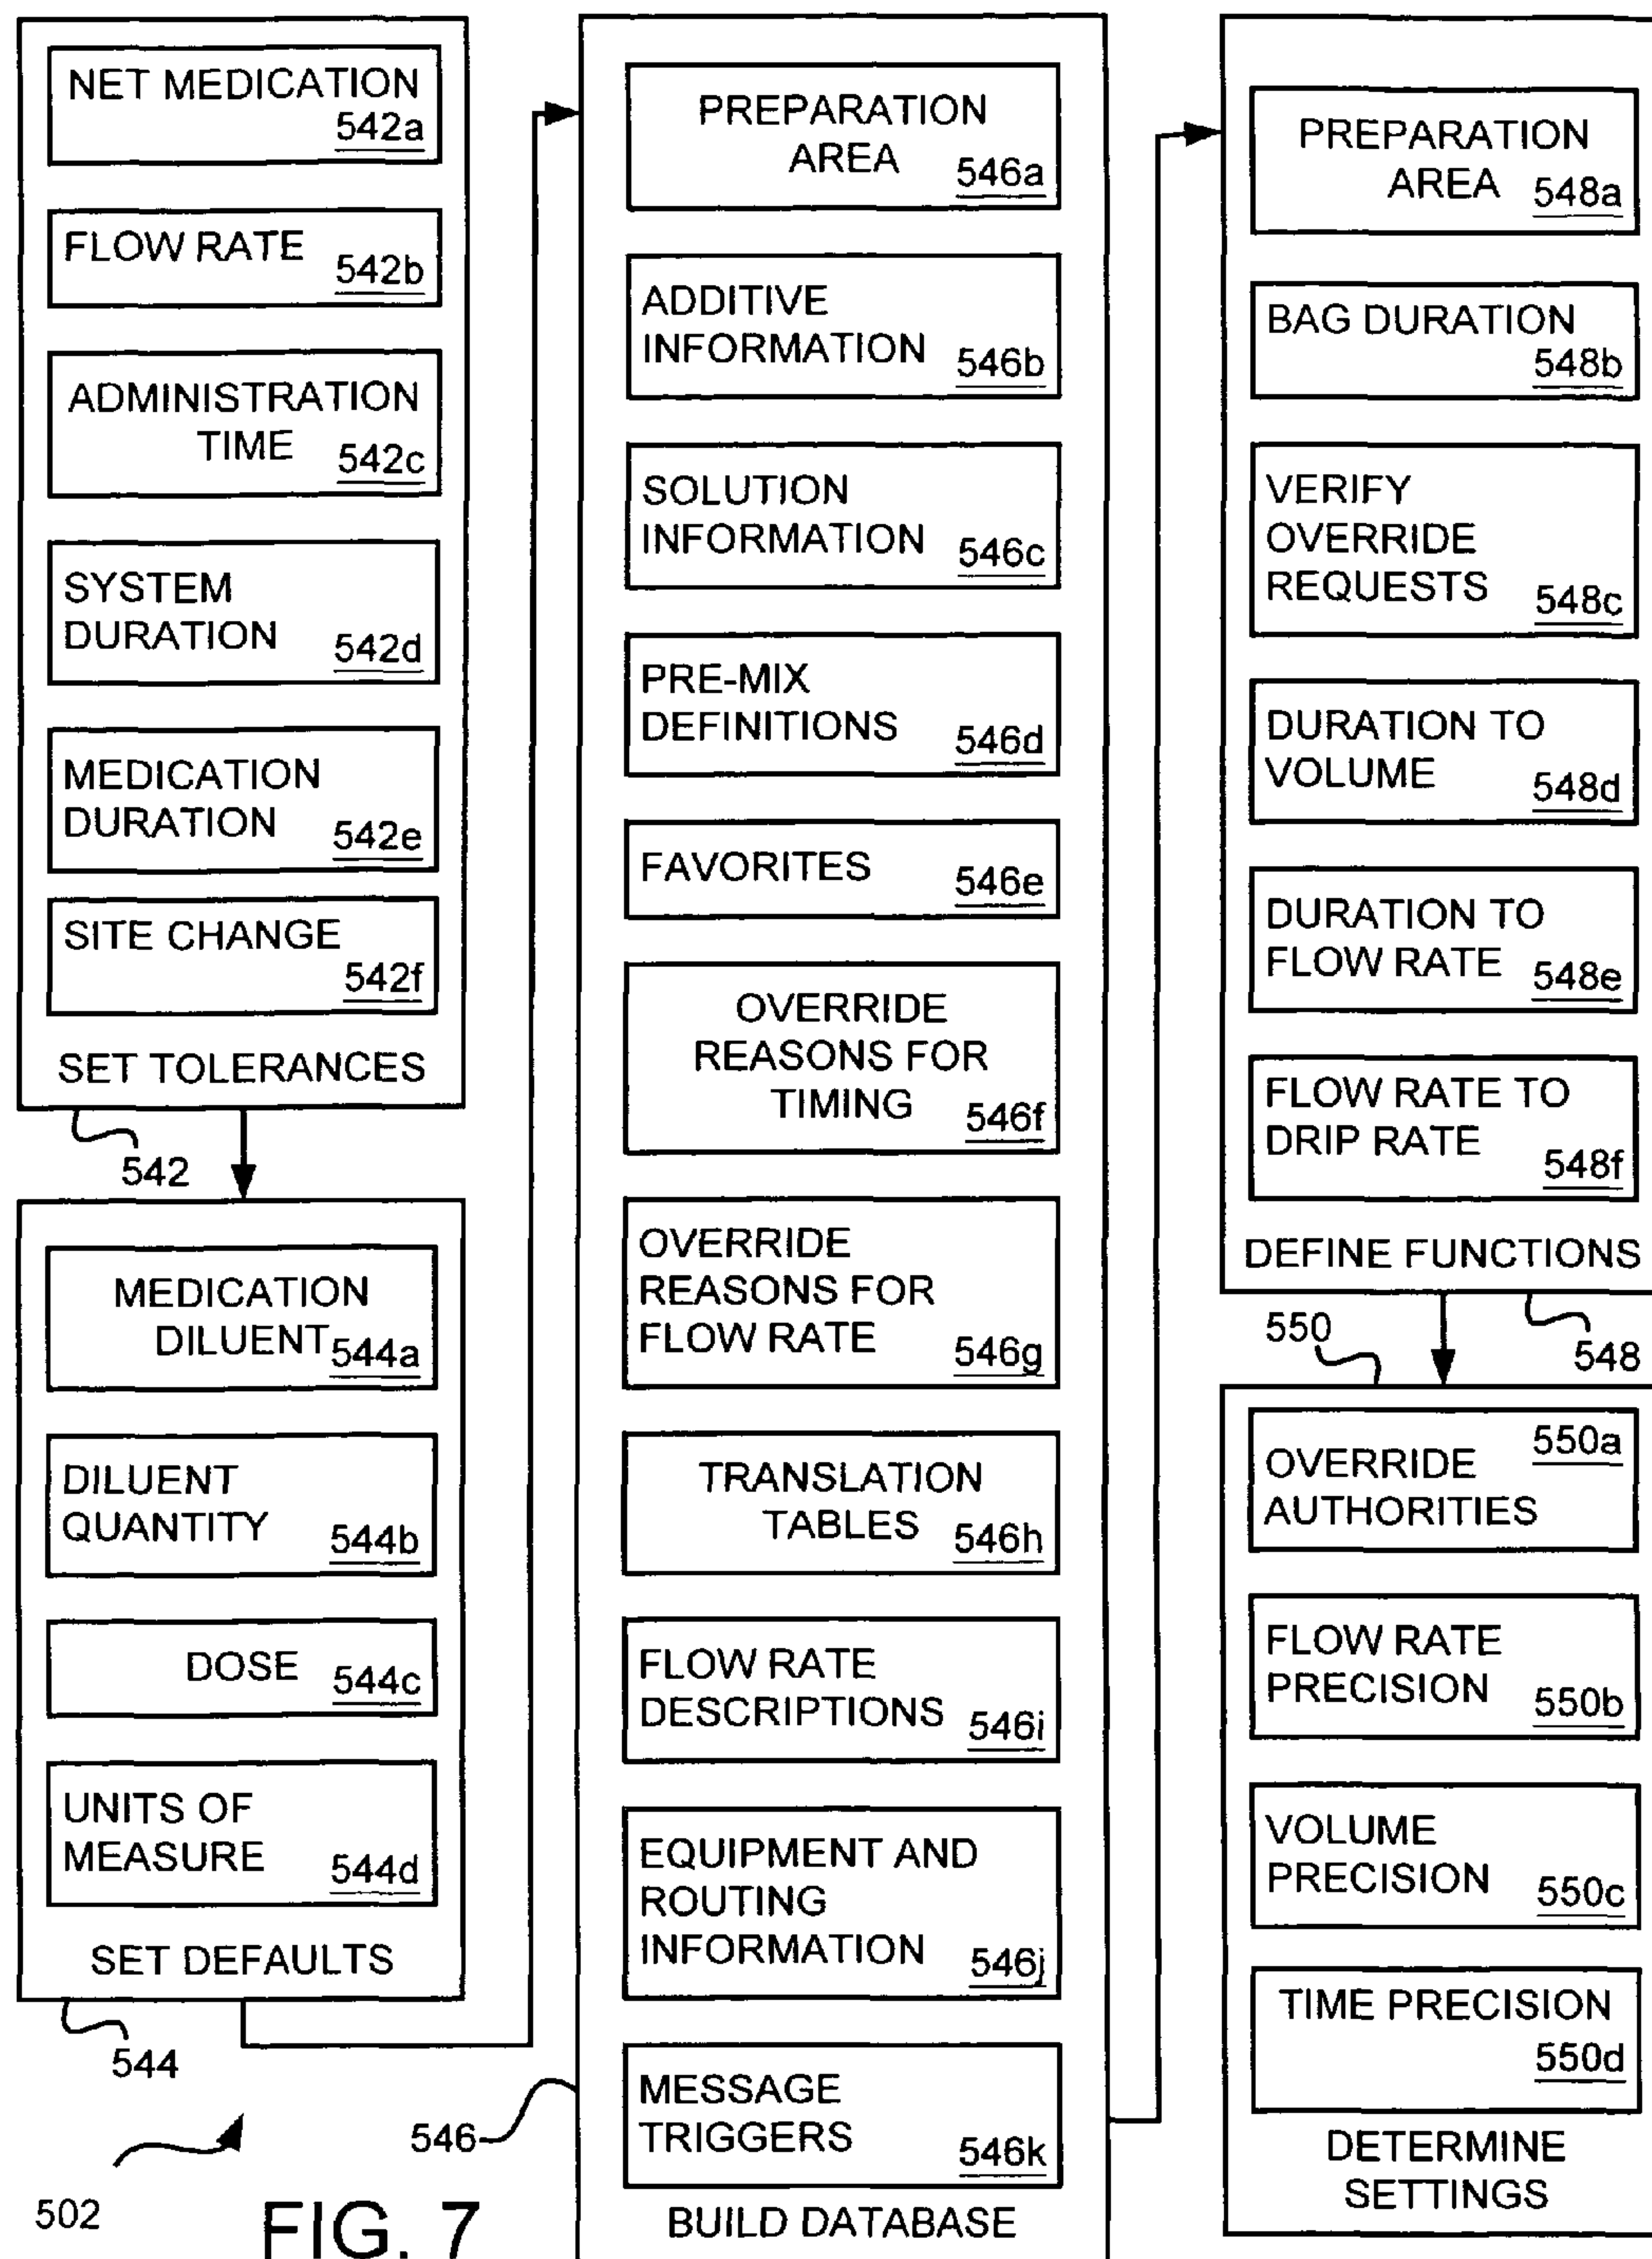 NET MEDICATION
542a
FLOW RATE
542b
ADMINISTRATION
TIME 542c
SYSTEM
DURATION 542d
MEDICATION
DURATION 542e
SITE CHANGE
542f
SET TOLERANCES
542
MEDICATION
DILUENT 544a
DILUENT
QUANTITY 544b
DOSE 544c
UNITS OF
MEASURE 544d
SET DEFAULTS
544
502
FIG. 7
PREPARATION
AREA 546a
ADDITIVE
INFORMATION 546b
SOLUTION
INFORMATION 546c
PRE-MIX
DEFINITIONS 546d
FAVORITES 546e
OVERRIDE
REASONS FOR
TIMING 546f
OVERRIDE
REASONS FOR
FLOW RATE 546g
TRANSLATION
TABLES 546h
FLOW RATE
DESCRIPTIONS 546i
EQUIPMENT AND
ROUTING
INFORMATION 546j
MESSAGE
TRIGGERS 546k
BUILD DATABASE
546
PREPARATION
AREA 548a
BAG DURATION
548b
VERIFY
OVERRIDE
REQUESTS 548c
DURATION TO
VOLUME 548d
DURATION TO
FLOW RATE 548e
FLOW RATE TO
DRIP RATE 548f
DEFINE FUNCTIONS
548
550
550a
OVERRIDE
AUTHORITIES
FLOW RATE
PRECISION 550b
VOLUME
PRECISION 550c
TIME PRECISION
550d
DETERMINE
SETTINGS